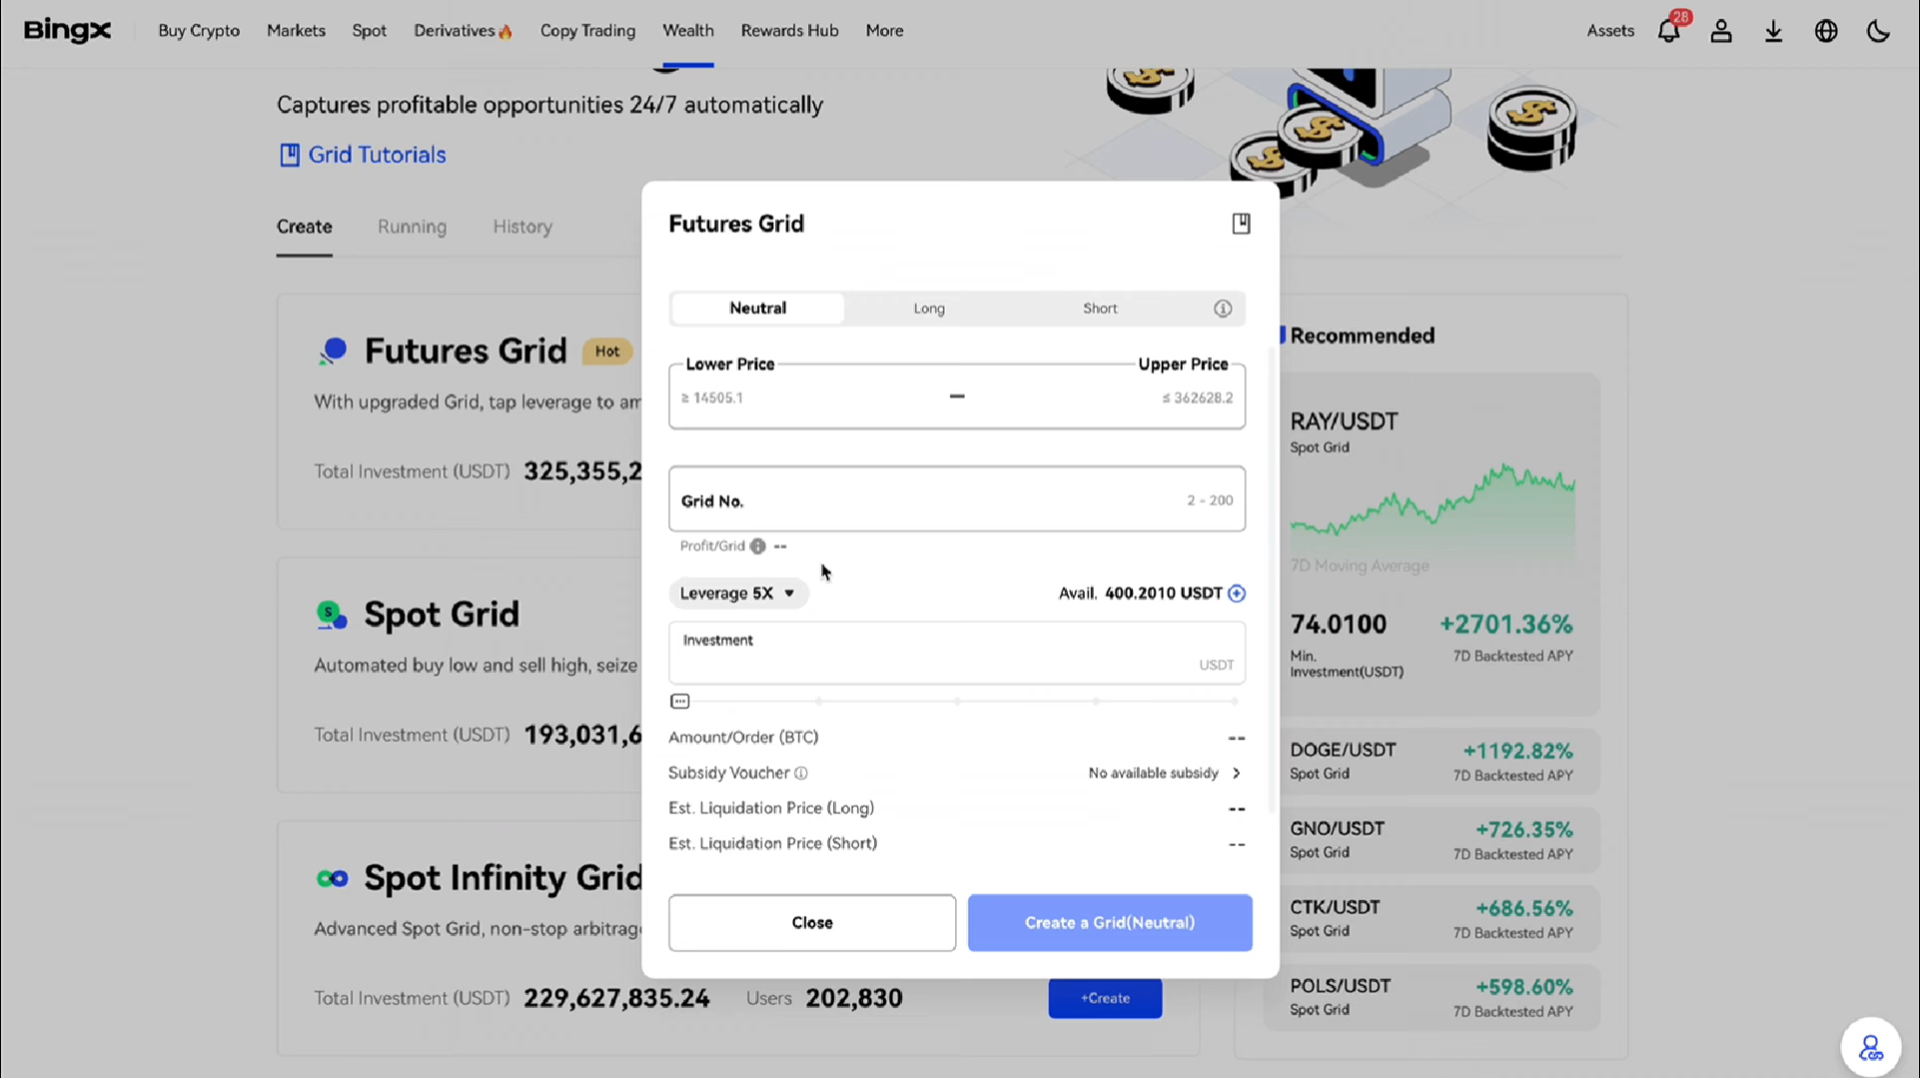 BingX
Buy Crypto
Markets
Spot
Derivatives
Copy Trading
Wealth
Rewards Hub
More
Assets
28
Captures profitable opportunities 24/7 automatically
Grid Tutorials
Create
Running
History
Futures Grid
Hot
With upgraded Grid, tap leverage to am
Total Investment (USDT) 325,355,2
Spot Grid
Automated buy low and sell high, seize
Total Investment (USDT) 193,031,6
Spot Infinity Grid
Advanced Spot Grid, non-stop arbitrag
Total Investment (USDT) 229,627,835.24 Users 202,830
+Create
Futures Grid
Neutral
Long
Short
Lower Price
Upper Price
≥ 14505.1
—
≤ 362628.2
Grid No.
2 - 200
Profit/Grid --
Leverage 5X
Avail. 400.2010 USDT
Investment
USDT
Amount/Order (BTC) --
Subsidy Voucher No available subsidy
Est. Liquidation Price (Long) --
Est. Liquidation Price (Short) --
Close
Create a Grid(Neutral)
Recommended
RAY/USDT
Spot Grid
7D Moving Average
74.0100 +2701.36%
Min. Investment(USDT)
7D Backtested APY
DOGE/USDT +1192.82%
Spot Grid 7D Backtested APY
GNO/USDT +726.35%
Spot Grid 7D Backtested APY
CTK/USDT +686.56%
Spot Grid 7D Backtested APY
POLS/USDT +598.60%
Spot Grid 7D Backtested APY